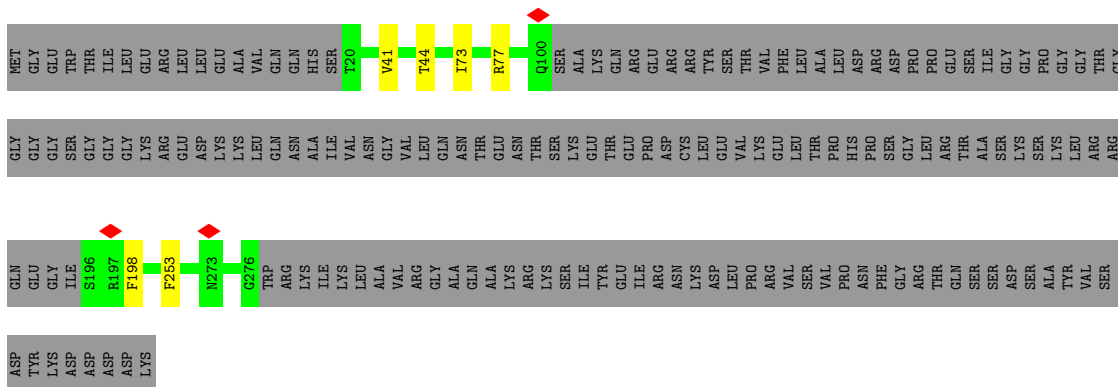 MET GLY GLU TRP THR ILE LEU GLU ARG LEU LEU GLU ALA VAL GLN GLN HIS SER T20 V41 T44 I73 R77 Q100 SER ALA LYS GLN ARG GLU ARG ARG TYR SER THR VAL PHE LEU ALA LEU ASP ARG ASP PRO PRO GLU SER ILE GLY GLY PRO GLY GLY THR GLY
GLY GLY GLY SER GLY GLY GLY LYS ARG GLU ASP LYS LYS LEU GLN ASN ALA ILE VAL ASN GLY VAL LEU GLN ASN THR GLU ASN THR SER LYS GLU THR GLU PRO ASP CYS LEU GLU VAL LYS GLU LEU THR PRO HIS PRO SER GLY LEU ARG THR ALA SER LYS SER LYS LEU ARG ARG
GLN GLU GLY ILE S196 R197 F198 F253 N273 G276 TRP ARG LYS ILE LYS LEU ALA VAL ARG GLY ALA GLN ALA LYS ARG LYS SER ILE TYR GLU ILE ARG ASN LYS ASP LEU PRO ARG VAL SER VAL PRO ASN PHE GLY ARG THR GLN SER SER ASP SER ALA TYR VAL SER
ASP TYR LYS ASP ASP ASP ASP LYS